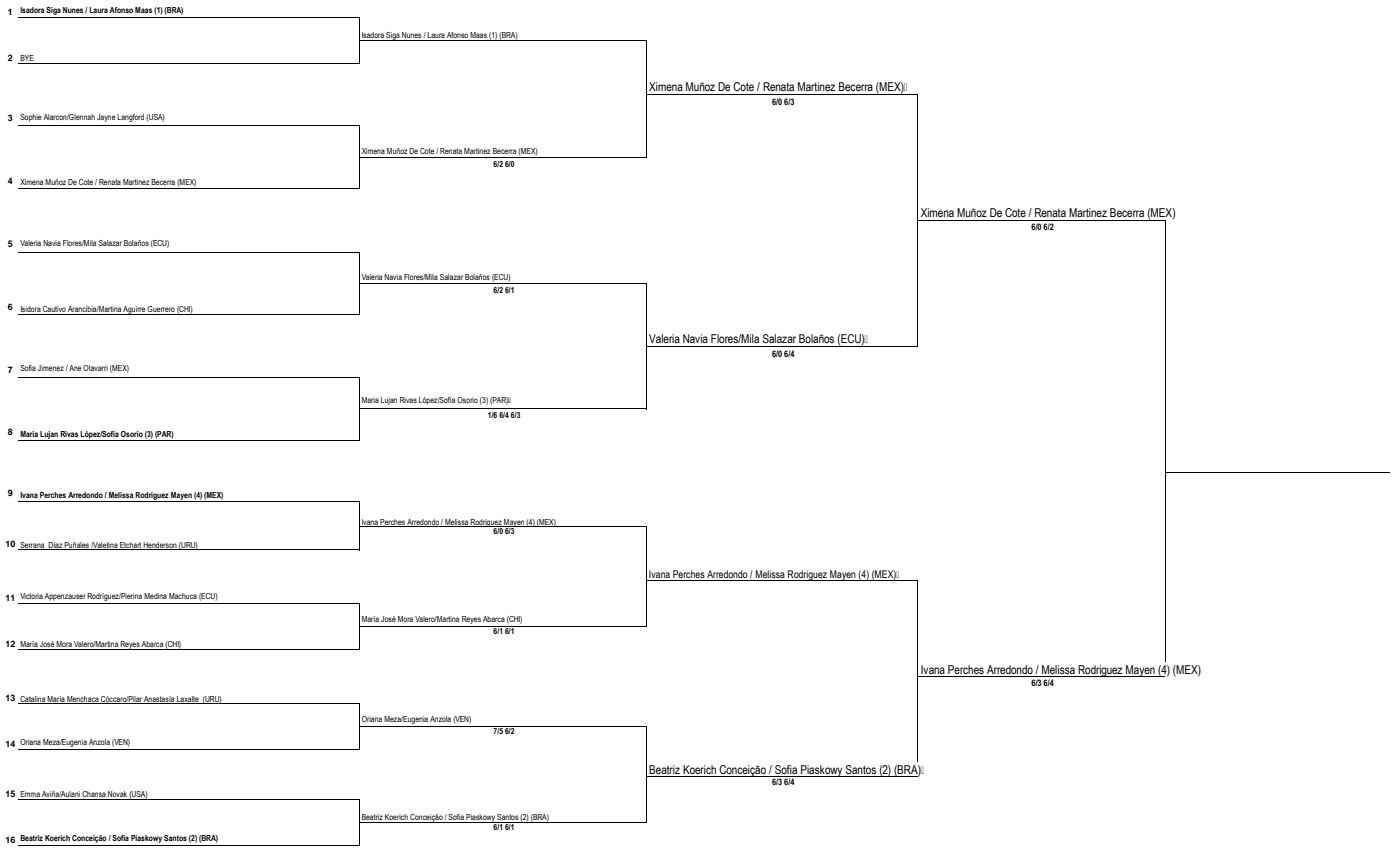 1 Isadora Siga Nunes / Laura Afonso Maas (1) (BRA)
Isadora Siga Nunes / Laura Afonso Maas (1) (BRA)
2 BYE
Ximena Muñoz De Cote / Renata Martinez Becerra (MEX)
6/0 6/3
3 Sophie Alarcon/Glennah Jayne Langford (USA)
Ximena Muñoz De Cote / Renata Martinez Becerra (MEX)
6/2 6/0
4 Ximena Muñoz De Cote / Renata Martinez Becerra (MEX)
Ximena Muñoz De Cote / Renata Martinez Becerra (MEX)
6/0 6/2
5 Valeria Navia Flores/Mila Salazar Bolaños (ECU)
Valeria Navia Flores/Mila Salazar Bolaños (ECU)
6/2 6/1
6 Isidora Cautivo Arancibia/Martina Aguirre Guerrero (CHI)
Valeria Navia Flores/Mila Salazar Bolaños (ECU)
6/0 6/4
7 Sofia Jimenez / Ane Olavarri (MEX)
Maria Lujan Rivas López/Sofía Osorio (3) (PAR)
1/6 6/4 6/3
8 Maria Lujan Rivas López/Sofía Osorio (3) (PAR)
9 Ivana Perches Arredondo / Melissa Rodriguez Mayen (4) (MEX)
Ivana Perches Arredondo / Melissa Rodriguez Mayen (4) (MEX)
6/0 6/3
10 Serrana Díaz Puñales /Valetina Etchart Henderson (URU)
Ivana Perches Arredondo / Melissa Rodriguez Mayen (4) (MEX)
11 Victoria Appenzauser Rodríguez/Pierina Medina Machuca (ECU)
María José Mora Valero/Martina Reyes Abarca (CHI)
6/1 6/1
12 María José Mora Valero/Martina Reyes Abarca (CHI)
Ivana Perches Arredondo / Melissa Rodriguez Mayen (4) (MEX)
6/3 6/4
13 Catalina María Menchaca Cóccaro/Pilar Anastasía Laxalte (URU)
Oriana Meza/Eugenia Anzola (VEN)
7/5 6/2
14 Oriana Meza/Eugenia Anzola (VEN)
Beatriz Koerich Conceição / Sofia Piaskowy Santos (2) (BRA)
6/3 6/4
15 Emma Aviña/Aulani Chansa Novak (USA)
Beatriz Koerich Conceição / Sofia Piaskowy Santos (2) (BRA)
6/1 6/1
16 Beatriz Koerich Conceição / Sofia Piaskowy Santos (2) (BRA)